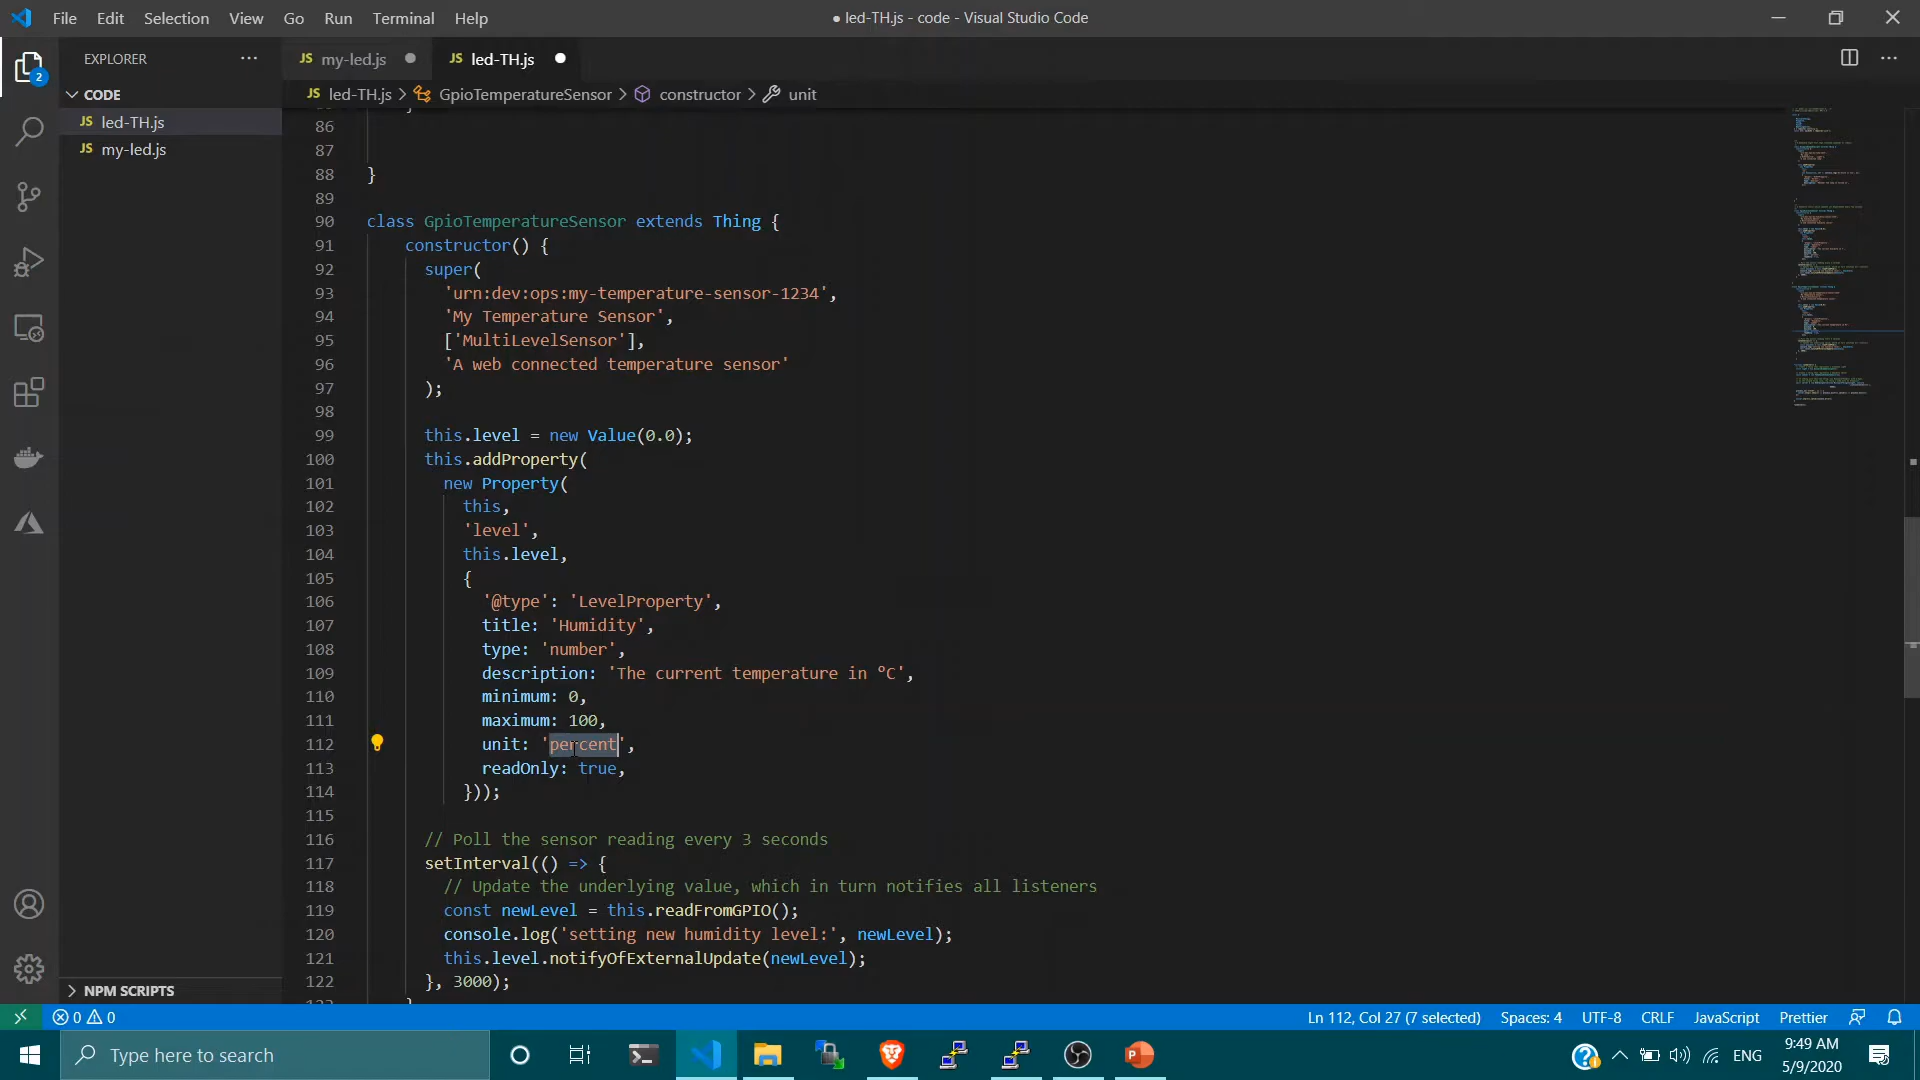 File Edit Selection View Go Run Terminal Help
● led-TH.js - code - Visual Studio Code
EXPLORER ···
JS my-led.js
JS led-TH.js
CODE
JS led-TH.js > GpioTemperatureSensor > constructor > unit
JS led-TH.js
JS my-led.js
2
86
87
88 }
89
90 class GpioTemperatureSensor extends Thing {
91 constructor() {
92 super(
93 'urn:dev:ops:my-temperature-sensor-1234',
94 'My Temperature Sensor',
95 ['MultiLevelSensor'],
96 'A web connected temperature sensor'
97 );
98
99 this.level = new Value(0.0);
100 this.addProperty(
101 new Property(
102 this,
103 'level',
104 this.level,
105 {
106 '@type': 'LevelProperty',
107 title: 'Humidity',
108 type: 'number',
109 description: 'The current temperature in ºC',
110 minimum: 0,
111 maximum: 100,
112 unit: 'percent',
113 readOnly: true,
114 }));
115
116 // Poll the sensor reading every 3 seconds
117 setInterval(() => {
118 // Update the underlying value, which in turn notifies all listeners
119 const newLevel = this.readFromGPIO();
120 console.log('setting new humidity level:', newLevel);
121 this.level.notifyOfExternalUpdate(newLevel);
122 }, 3000);
NPM SCRIPTS
0 0
Ln 112, Col 27 (7 selected) Spaces: 4 UTF-8 CRLF JavaScript Prettier
Type here to search
ENG
9:49 AM
5/9/2020